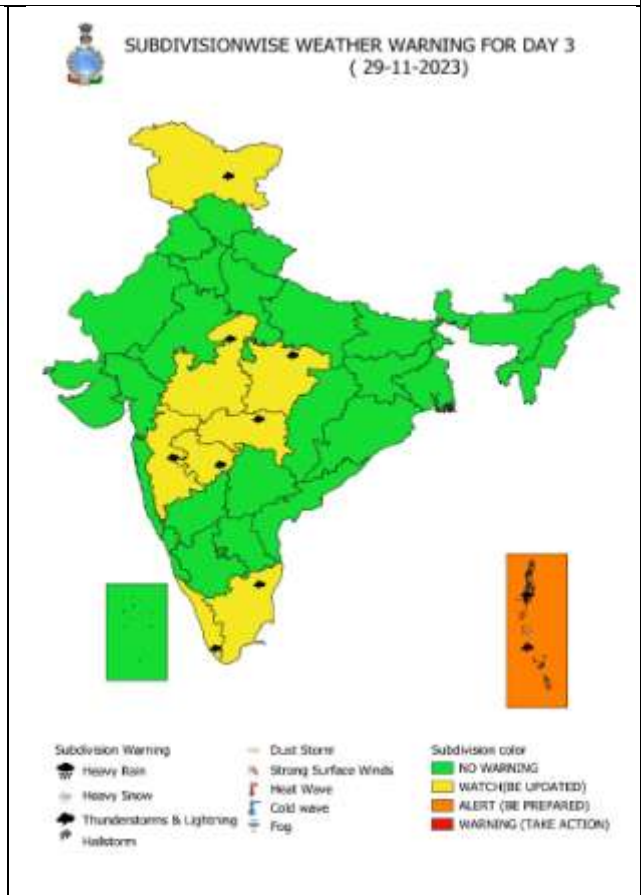 SUBDIVISIONWISE WEATHER WARNING FOR DAY 3
( 29-11-2023)
Subdivision Warning
Heavy Rain
Heavy Snow
Thunderstorms & Lightning
Hailstorm
Dust Storm
Strong Surface Winds
Heat Wave
Cold wave
Fog
Subdivision color
NO WARNING
WATCH(BE UPDATED)
ALERT (BE PREPARED)
WARNING (TAKE ACTION)